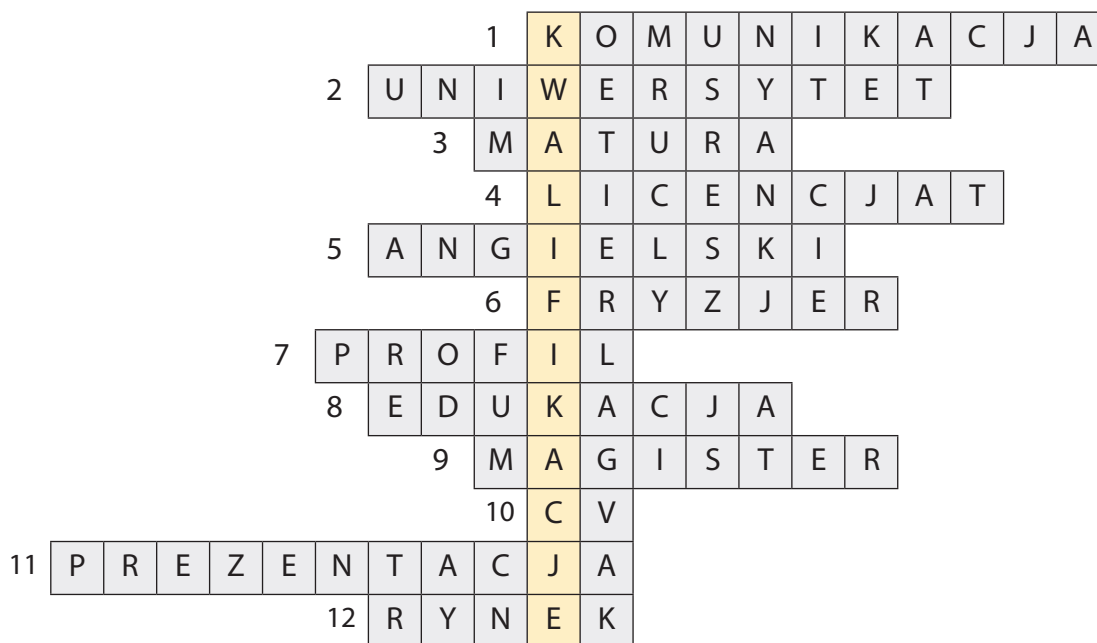 1 KOMUNIKACJA
2 UNIWERSYTET
3 MATURA
4 LICENCJAT
5 ANGIELSKI
6 FRYZJER
7 PROFIL
8 EDUKACJA
9 MAGISTER
10 CV
11 PREZENTACJA
12 RYNEK